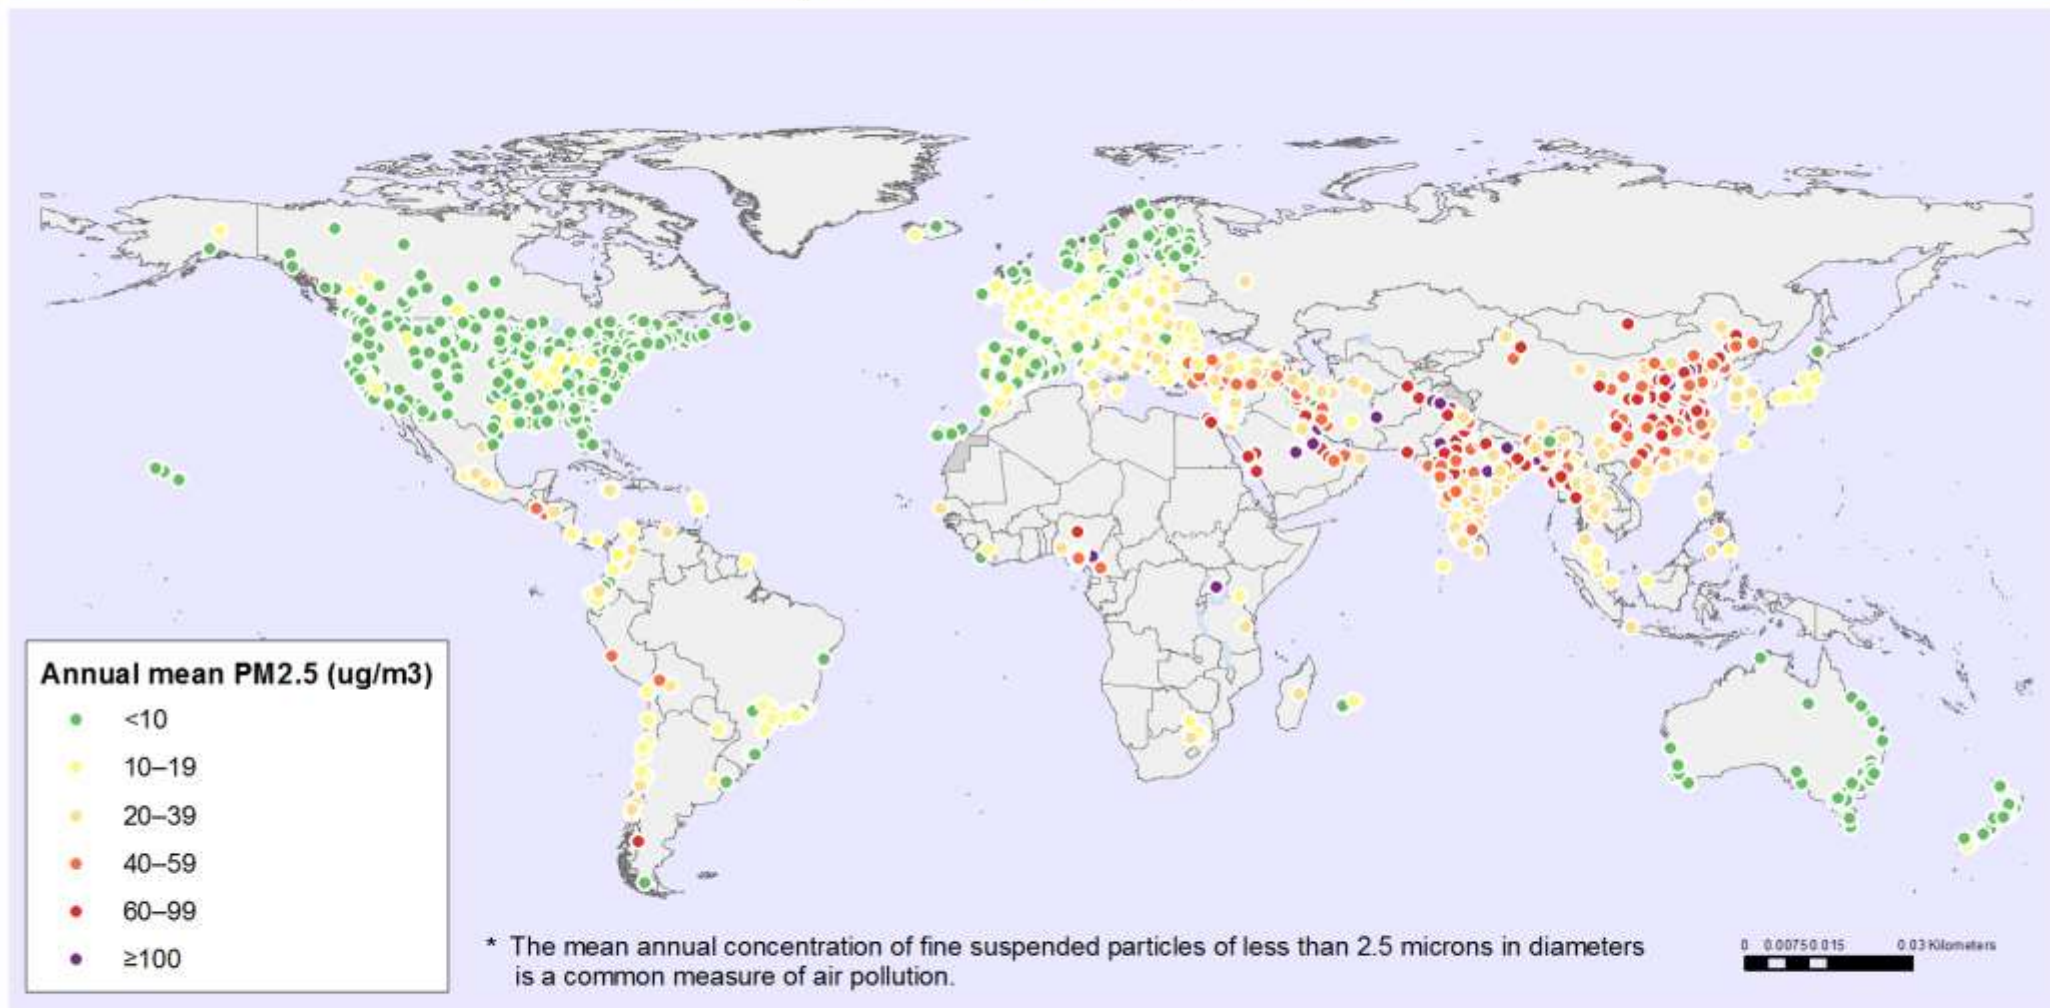 Annual mean PM2.5 (ug/m3)
<10
10–19
20–39
40–59
60–99
≥100
* The mean annual concentration of fine suspended particles of less than 2.5 microns in diameters
is a common measure of air pollution.
0 0.0075 0.015 0.03 Kilometers